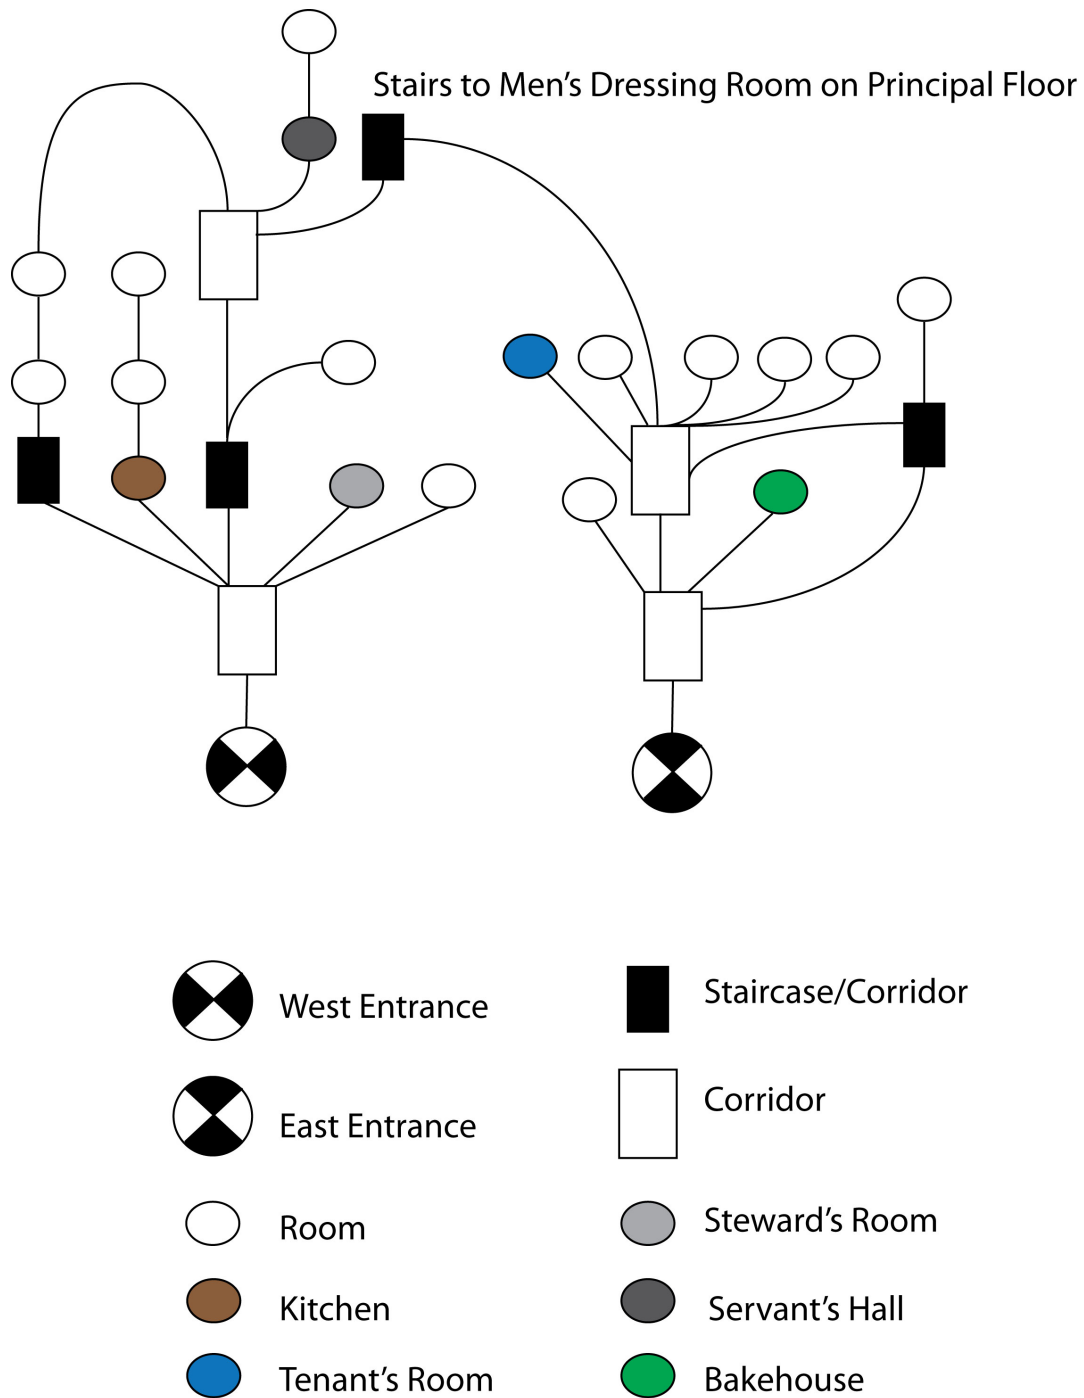 Stairs to Men's Dressing Room on Principal Floor
West Entrance
Staircase/Corridor
East Entrance
Corridor
Room
Steward's Room
Kitchen
Servant's Hall
Tenant's Room
Bakehouse